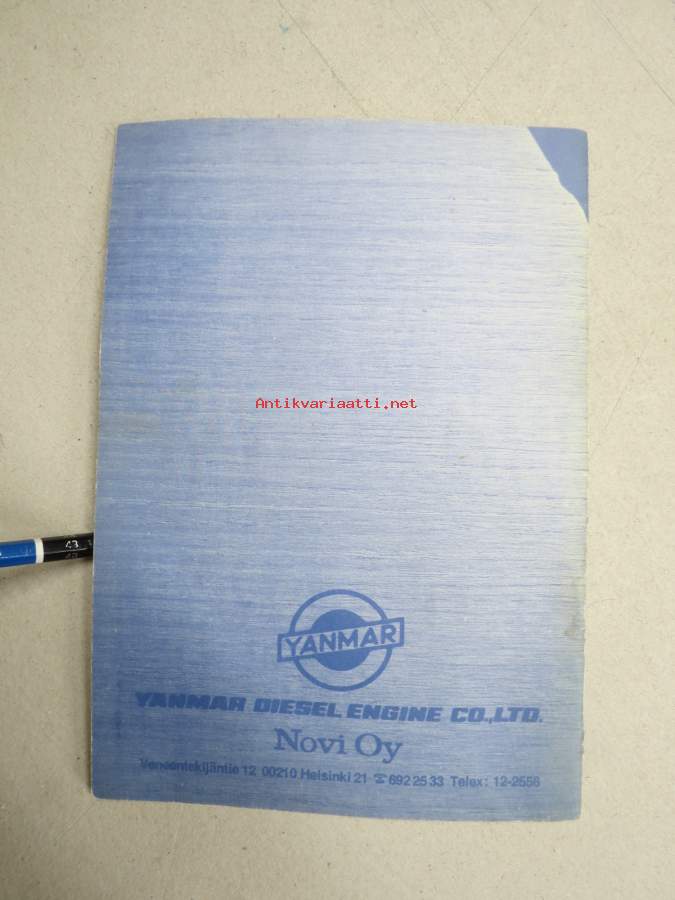 Antikvariaatti.net
YANMAR
YANMAR DIESEL ENGINE CO.,LTD.
Novi Oy
Veneentekijäntie 12 00210 Helsinki 21 ☎ 692 25 33 Telex: 12-2556